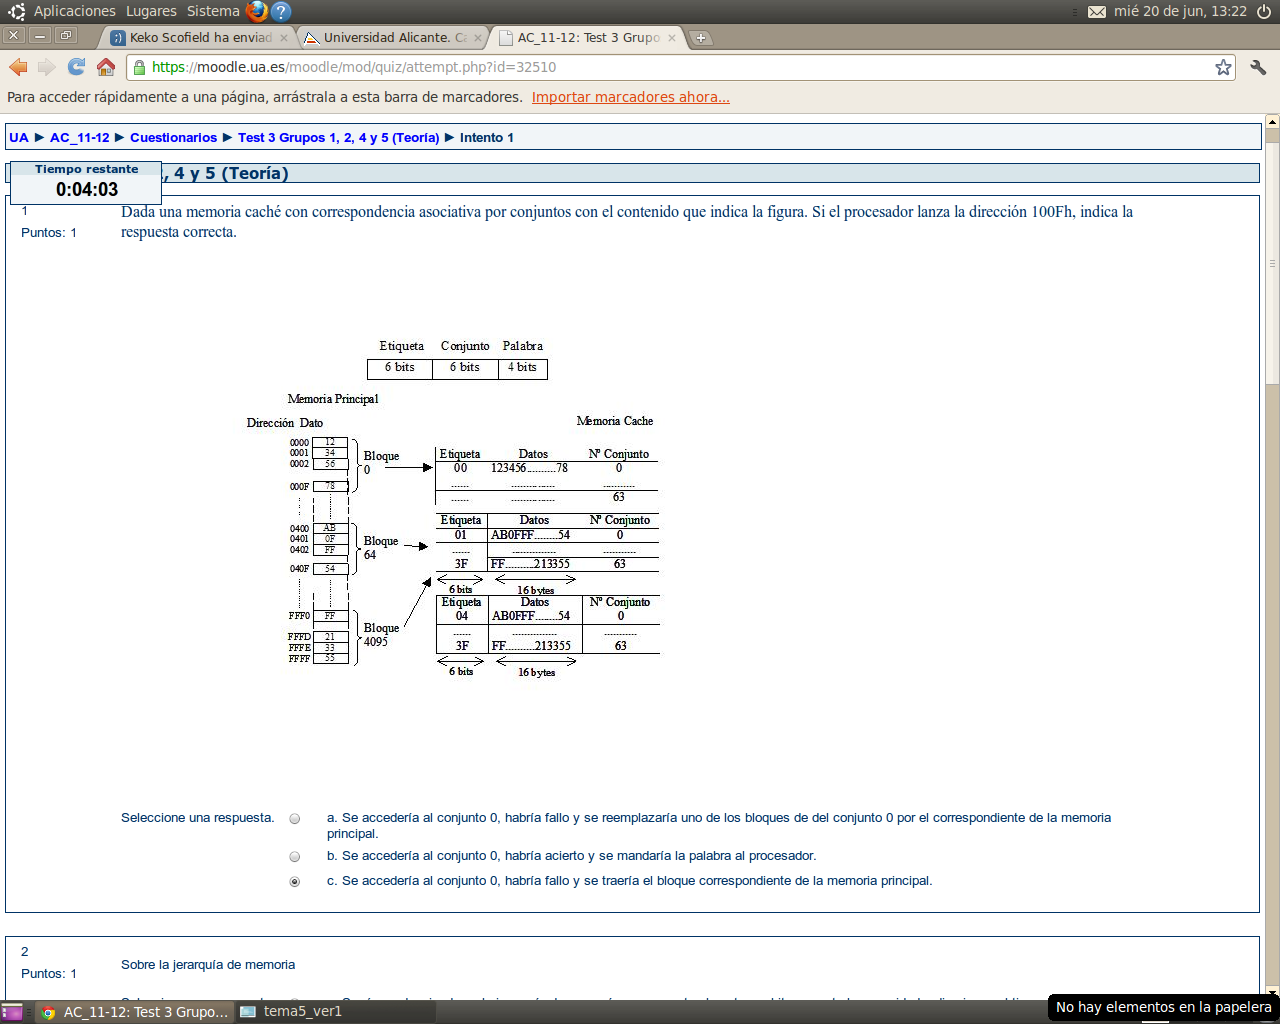 Aplicaciones Lugares Sistema
mié 20 de jun, 13:22
Keko Scofield ha enviad
Universidad Alicante. Ca
AC_11-12: Test 3 Grupo
https://moodle.ua.es/moodle/mod/quiz/attempt.php?id=32510
Para acceder rápidamente a una página, arrástrala a esta barra de marcadores. Importar marcadores ahora...
UA ► AC_11-12 ► Cuestionarios ► Test 3 Grupos 1, 2, 4 y 5 (Teoría) ► Intento 1
Tiempo restante
0:04:03
, 4 y 5 (Teoría)
1
Puntos: 1
Dada una memoria caché con correspondencia asociativa por conjuntos con el contenido que indica la figura. Si el procesador lanza la dirección 100Fh, indica la
respuesta correcta.
Etiqueta Conjunto Palabra
6 bits 6 bits 4 bits
Memoria Principal
Dirección Dato
Memoria Cache
0000 12
0001 34
0002 56
000F 78
Bloque
0
Etiqueta Datos Nº Conjunto
00 123456..........78 0
...... ............... ...........
...... ............... 63
0400 AB
0401 0F
0402 FF
040F 54
Bloque
64
Etiqueta Datos Nº Conjunto
01 AB0FFF........54 0
...... ............... ...........
3F FF..........213355 63
6 bits 16 bytes
FFF0 FF
FFFD 21
FFFE 33
FFFF 55
Bloque
4095
Etiqueta Datos Nº Conjunto
04 AB0FFF........54 0
...... ............... ...........
3F FF..........213355 63
6 bits 16 bytes
Seleccione una respuesta.
a. Se accedería al conjunto 0, habría fallo y se reemplazaría uno de los bloques de del conjunto 0 por el correspondiente de la memoria
principal.
b. Se accedería al conjunto 0, habría acierto y se mandaría la palabra al procesador.
c. Se accedería al conjunto 0, habría fallo y se traería el bloque correspondiente de la memoria principal.
2
Puntos: 1
Sobre la jerarquía de memoria
AC_11-12: Test 3 Grupo...
tema5_ver1
No hay elementos en la papelera